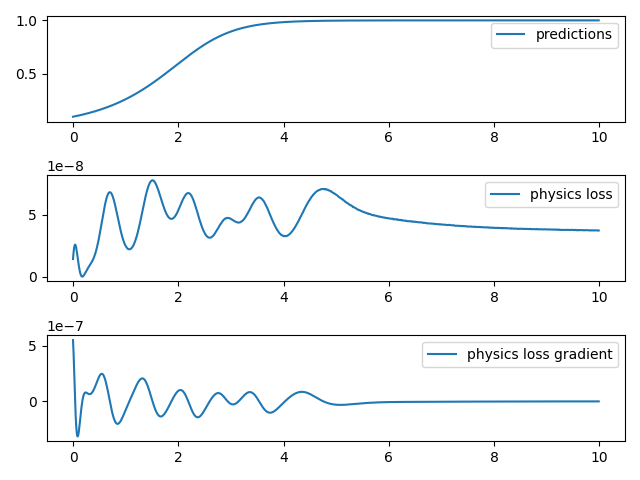 1.0
predictions
0.5
0 2 4 6 8 10
1e−8
physics loss
5
0
0 2 4 6 8 10
1e−7
5
physics loss gradient
0
0 2 4 6 8 10